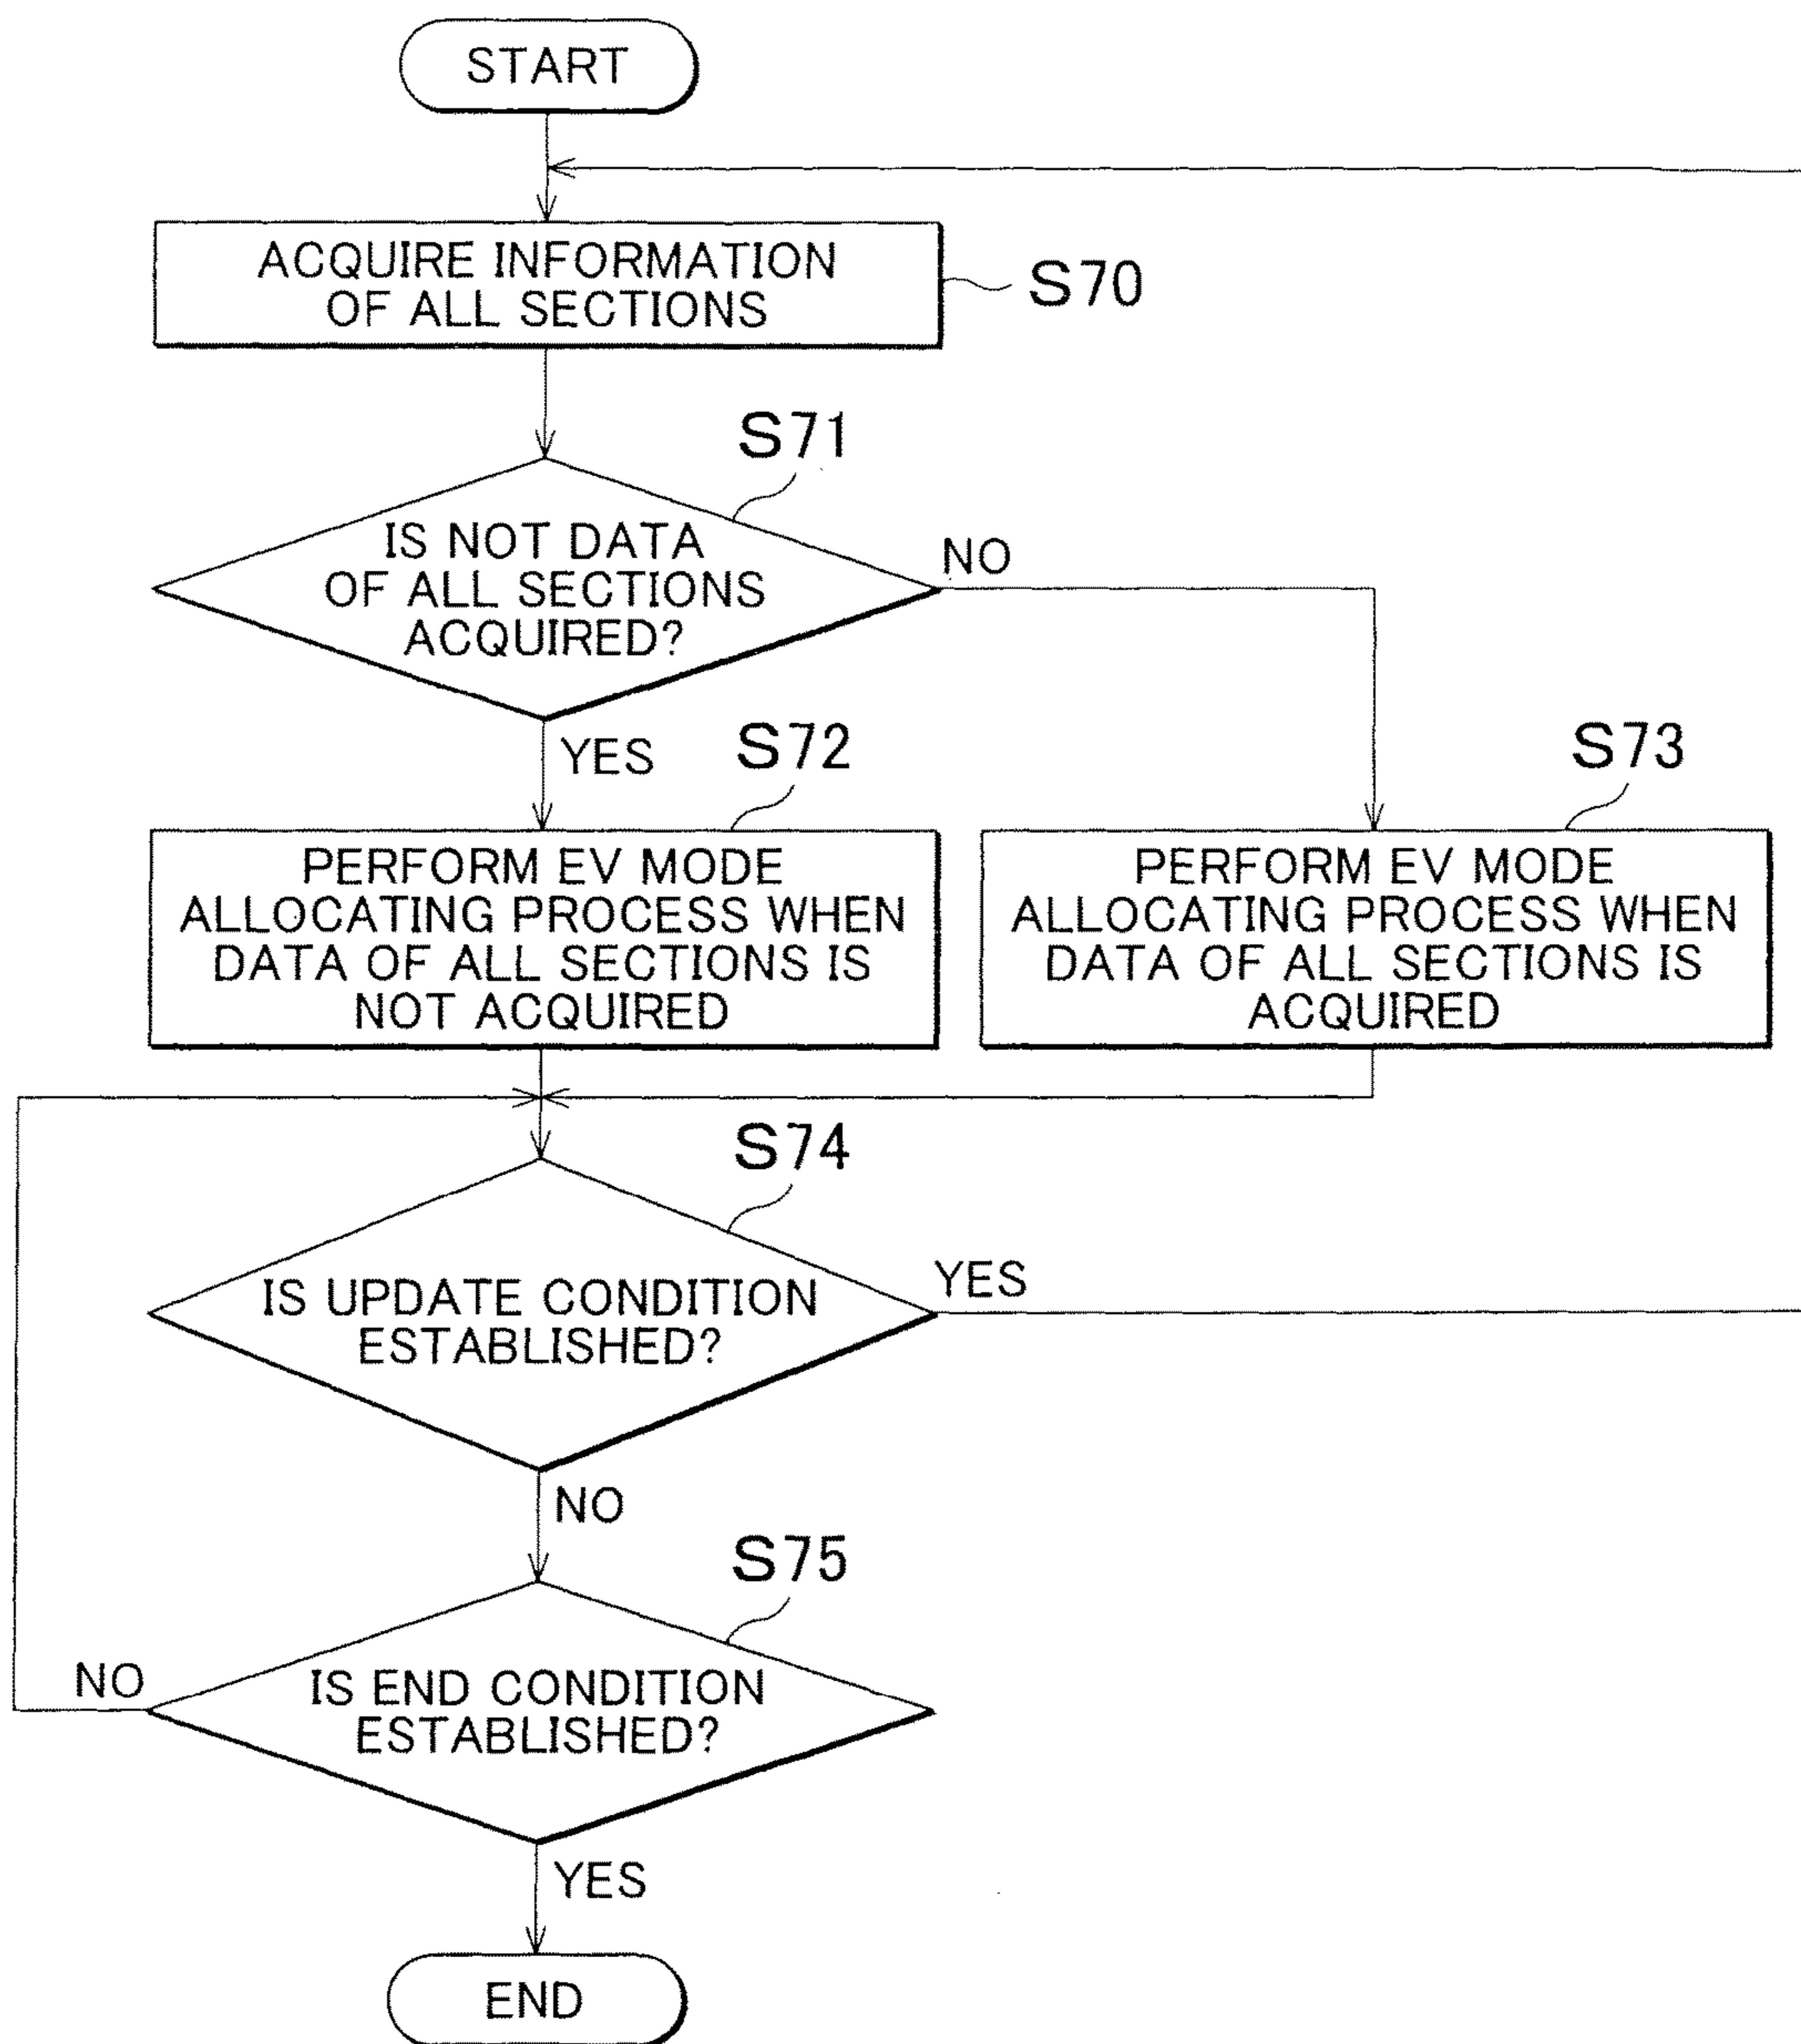 START
ACQUIRE INFORMATION
OF ALL SECTIONS
S70
S71
IS NOT DATA
OF ALL SECTIONS
ACQUIRED?
NO
YES
S72
S73
PERFORM EV MODE
ALLOCATING PROCESS WHEN
DATA OF ALL SECTIONS IS
NOT ACQUIRED
PERFORM EV MODE
ALLOCATING PROCESS WHEN
DATA OF ALL SECTIONS IS
ACQUIRED
S74
IS UPDATE CONDITION
ESTABLISHED?
YES
NO
S75
IS END CONDITION
ESTABLISHED?
NO
YES
END